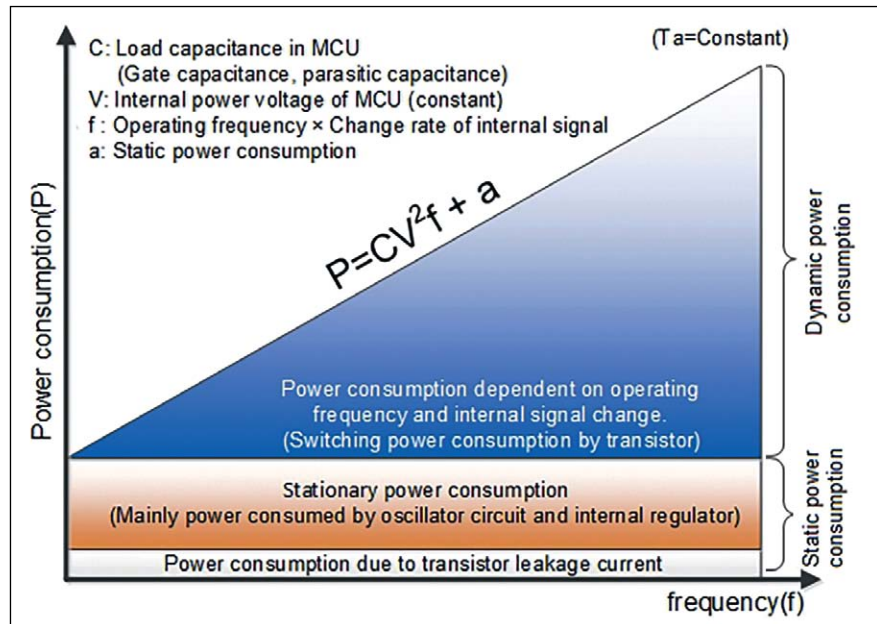 C: Load capacitance in MCU
(Gate capacitance, parasitic capacitance)
V: Internal power voltage of MCU (constant)
f : Operating frequency × Change rate of internal signal
a: Static power consumption
(Ta=Constant)
Power consumption(P)
P=CV²f + a
Dynamic power
consumption
Power consumption dependent on operating
frequency and internal signal change.
(Switching power consumption by transistor)
Stationary power consumption
(Mainly power consumed by oscillator circuit and internal regulator)
Static power
consumption
Power consumption due to transistor leakage current
frequency(f)